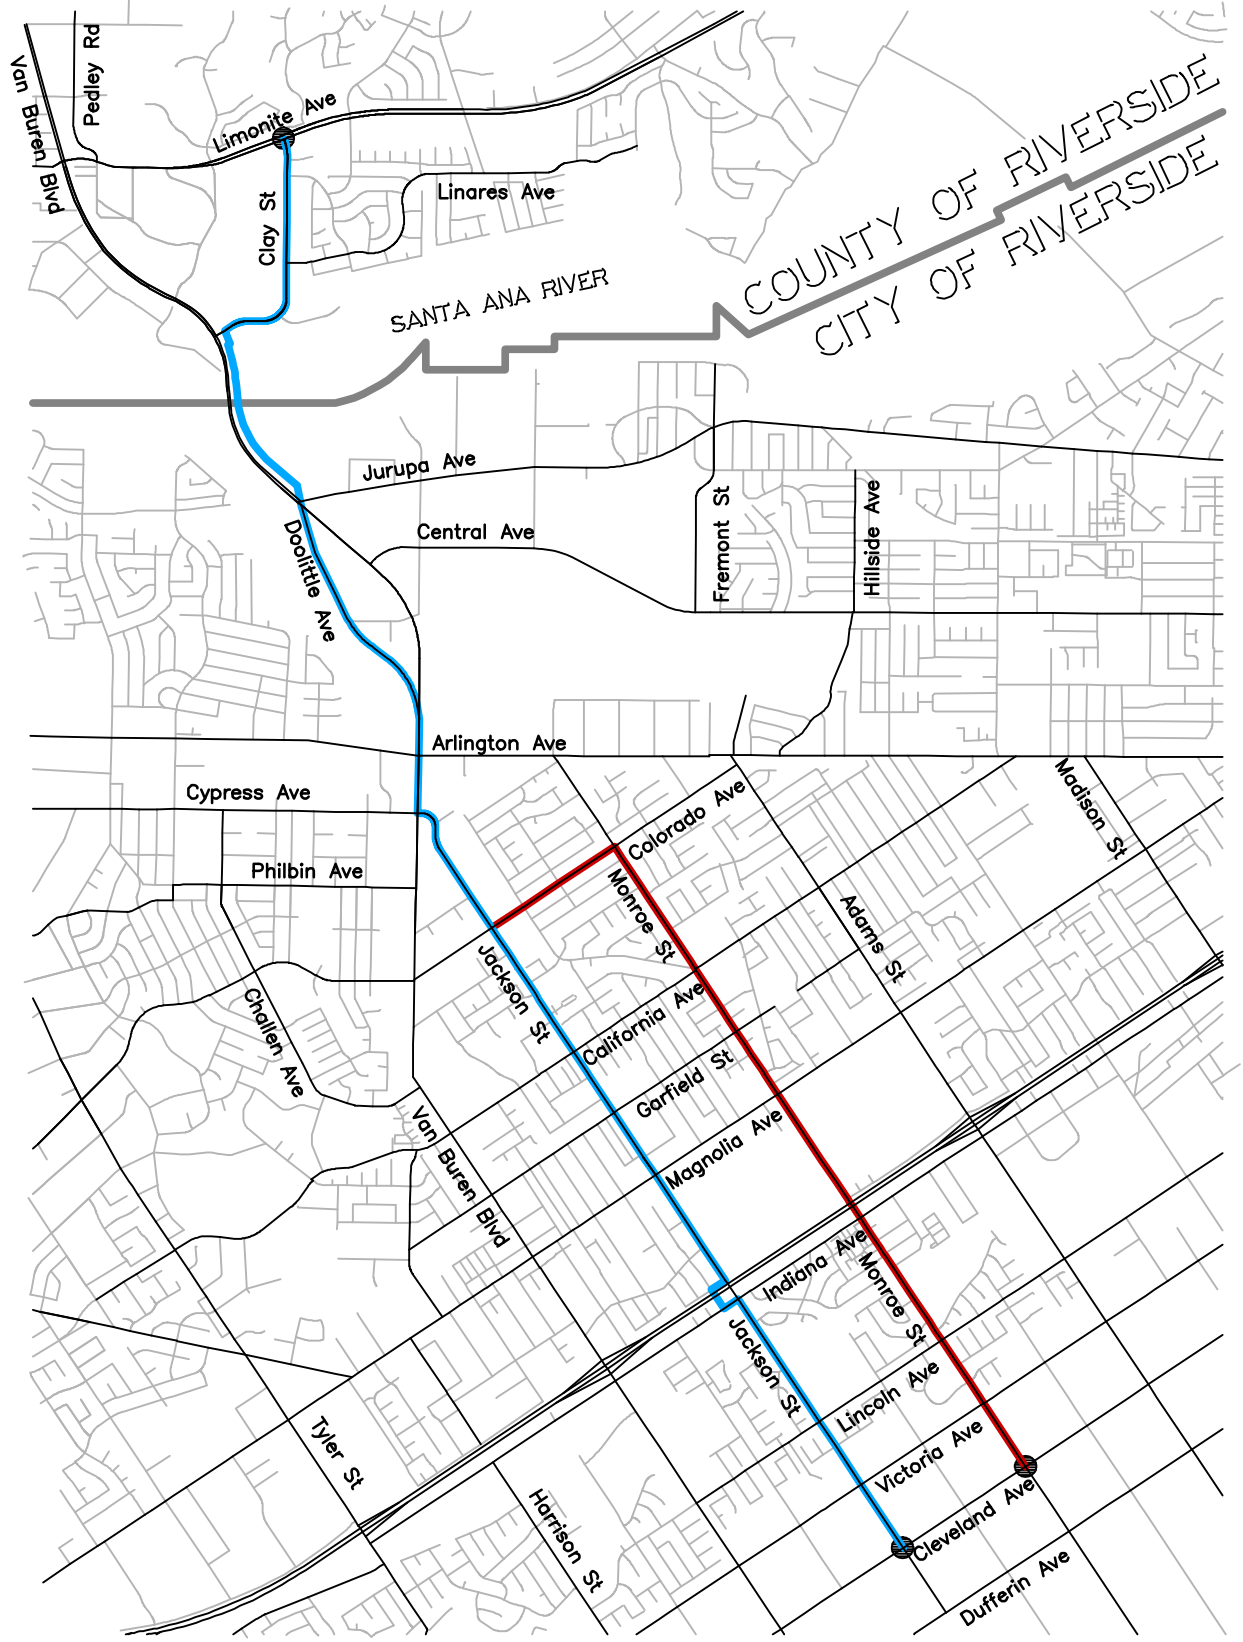 Pedley Rd
Van Buren Blvd
Limonite Ave
Linares Ave
Clay St
COUNTY OF RIVERSIDE
CITY OF RIVERSIDE
SANTA ANA RIVER
Jurupa Ave
Central Ave
Fremont St
Hillside Ave
Doolittle Ave
Arlington Ave
Cypress Ave
Madison St
Colorado Ave
Philbin Ave
Monroe St
Adams St
Jackson St
Challen Ave
California Ave
Garfield St
Magnolia Ave
Van Buren Blvd
Indiana Ave
Monroe St
Jackson St
Lincoln Ave
Victoria Ave
Tyler St
Harrison St
Cleveland Ave
Dufferin Ave